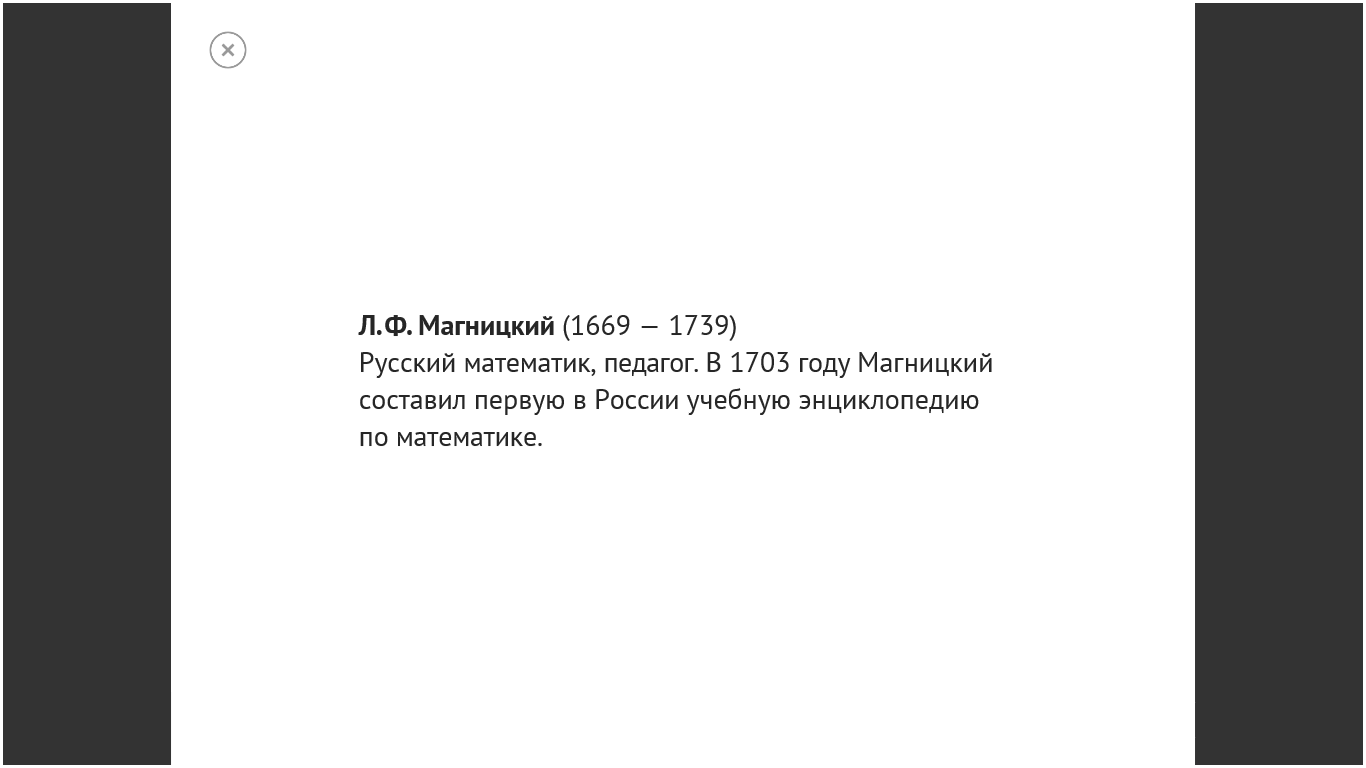 Л.Ф. Магницкий (1669 — 1739)
Русский математик, педагог. В 1703 году Магницкий
составил первую в России учебную энциклопедию
по математике.